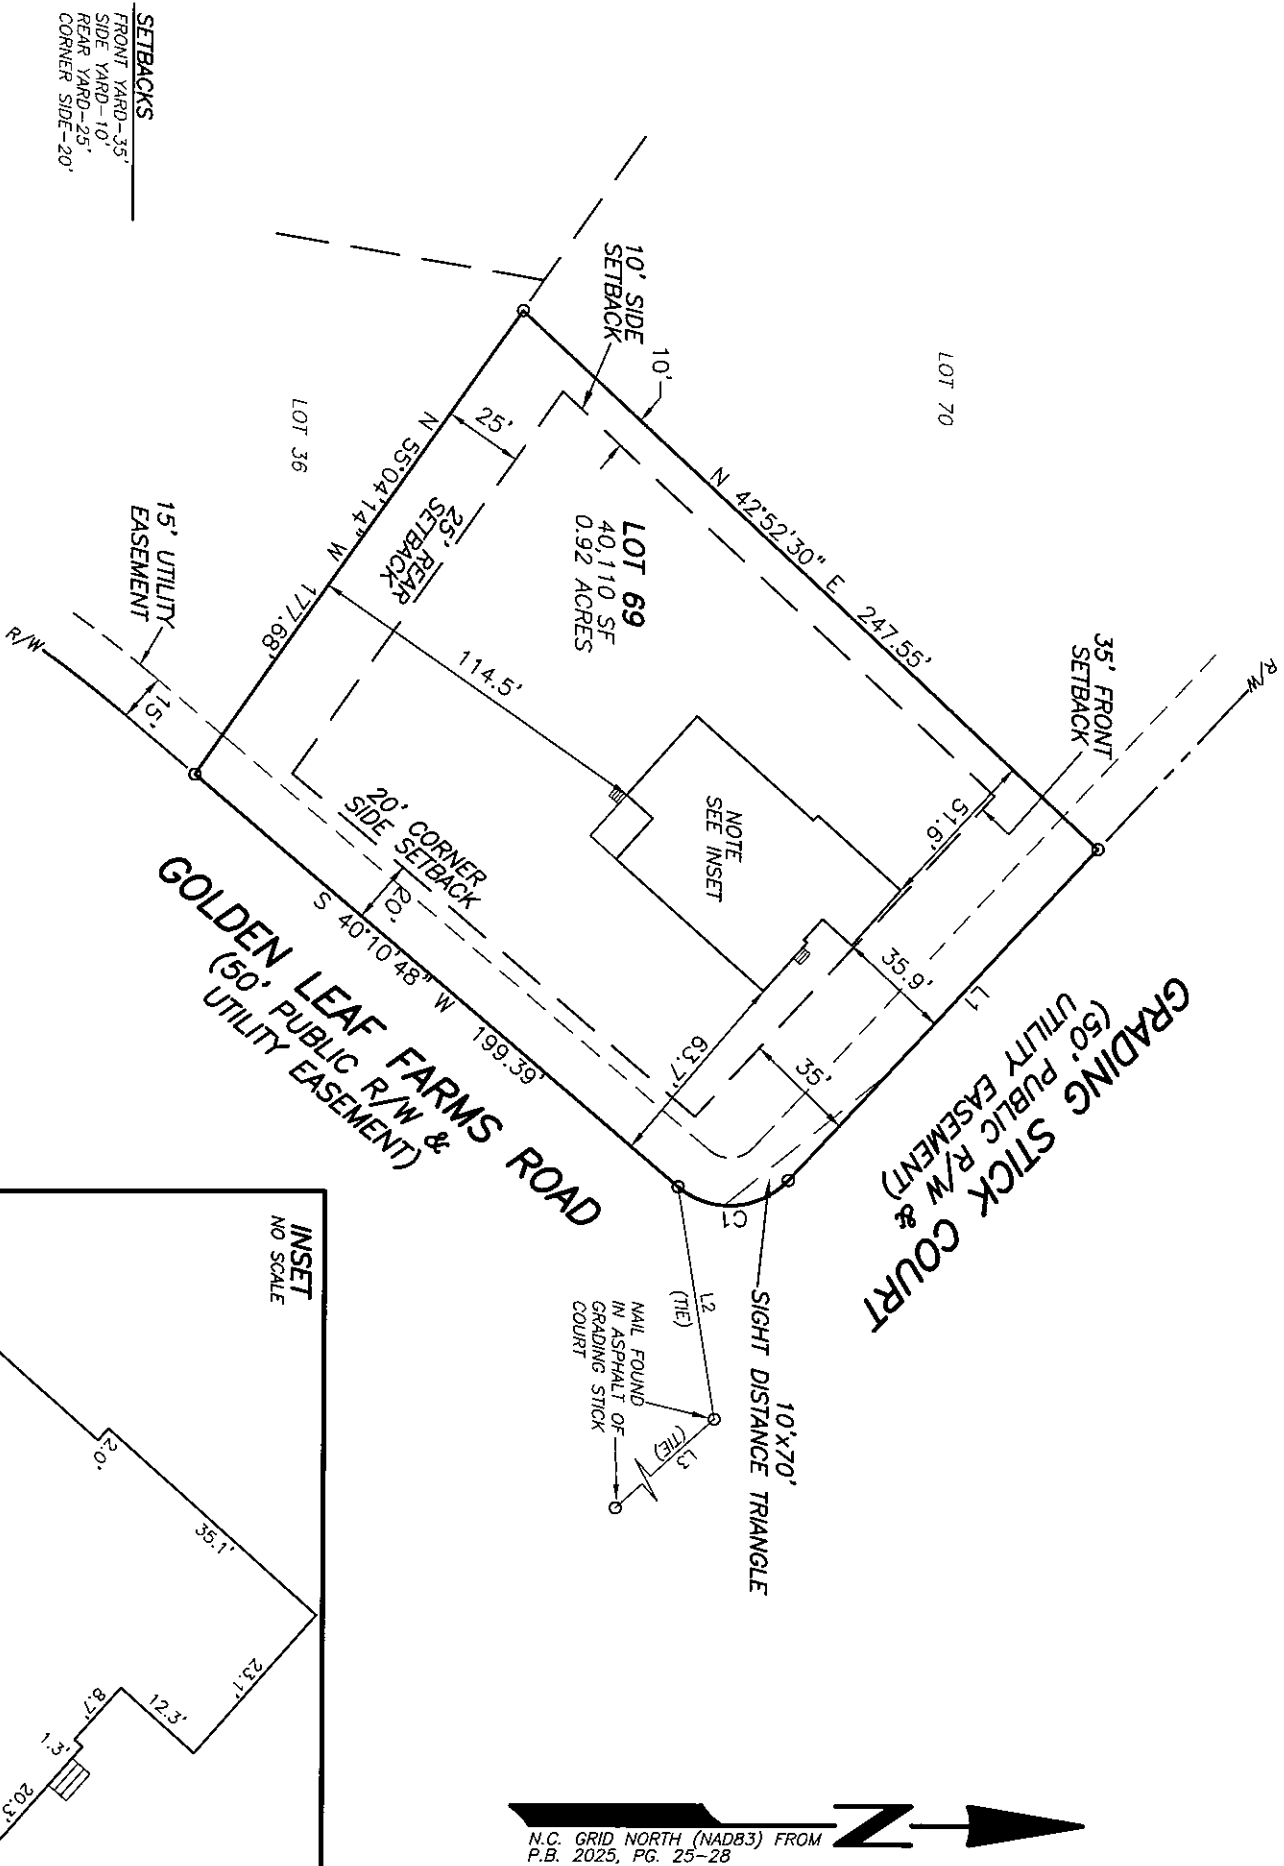 SETBACKS
FRONT YARD-35'
SIDE YARD-10'
REAR YARD-25'
CORNER SIDE-20'
LOT 70
10' SIDE
SETBACK
10'
N 42°52'30" E 247.55'
35' FRONT
SETBACK
R/W
LOT 36
25'
N 55°04'14" W 177.68'
25' REAR
SETBACK
LOT 69
40,110 SF
0.92 ACRES
114.5'
NOTE
SEE INSET
51.6'
35.9'
L1
63.7'
35'
15' UTILITY
EASEMENT
15'
R/W
20' CORNER
SIDE SETBACK
20'
S 40°10'48" W 199.39'
GOLDEN LEAF FARMS ROAD
(50' PUBLIC R/W &
UTILITY EASEMENT)
GRADING STICK COURT
(50' PUBLIC R/W &
UTILITY EASEMENT)
C1
10'x70'
SIGHT DISTANCE TRIANGLE
L2
(TIE)
NAIL FOUND
IN ASPHALT OF
GRADING STICK
COURT
L3
(TIE)
INSET
NO SCALE
2.0'
35.1'
23.1'
12.3'
8.7'
1.3'
20.3'
N
N.C. GRID NORTH (NAD83) FROM
P.B. 2025, PG. 25-28